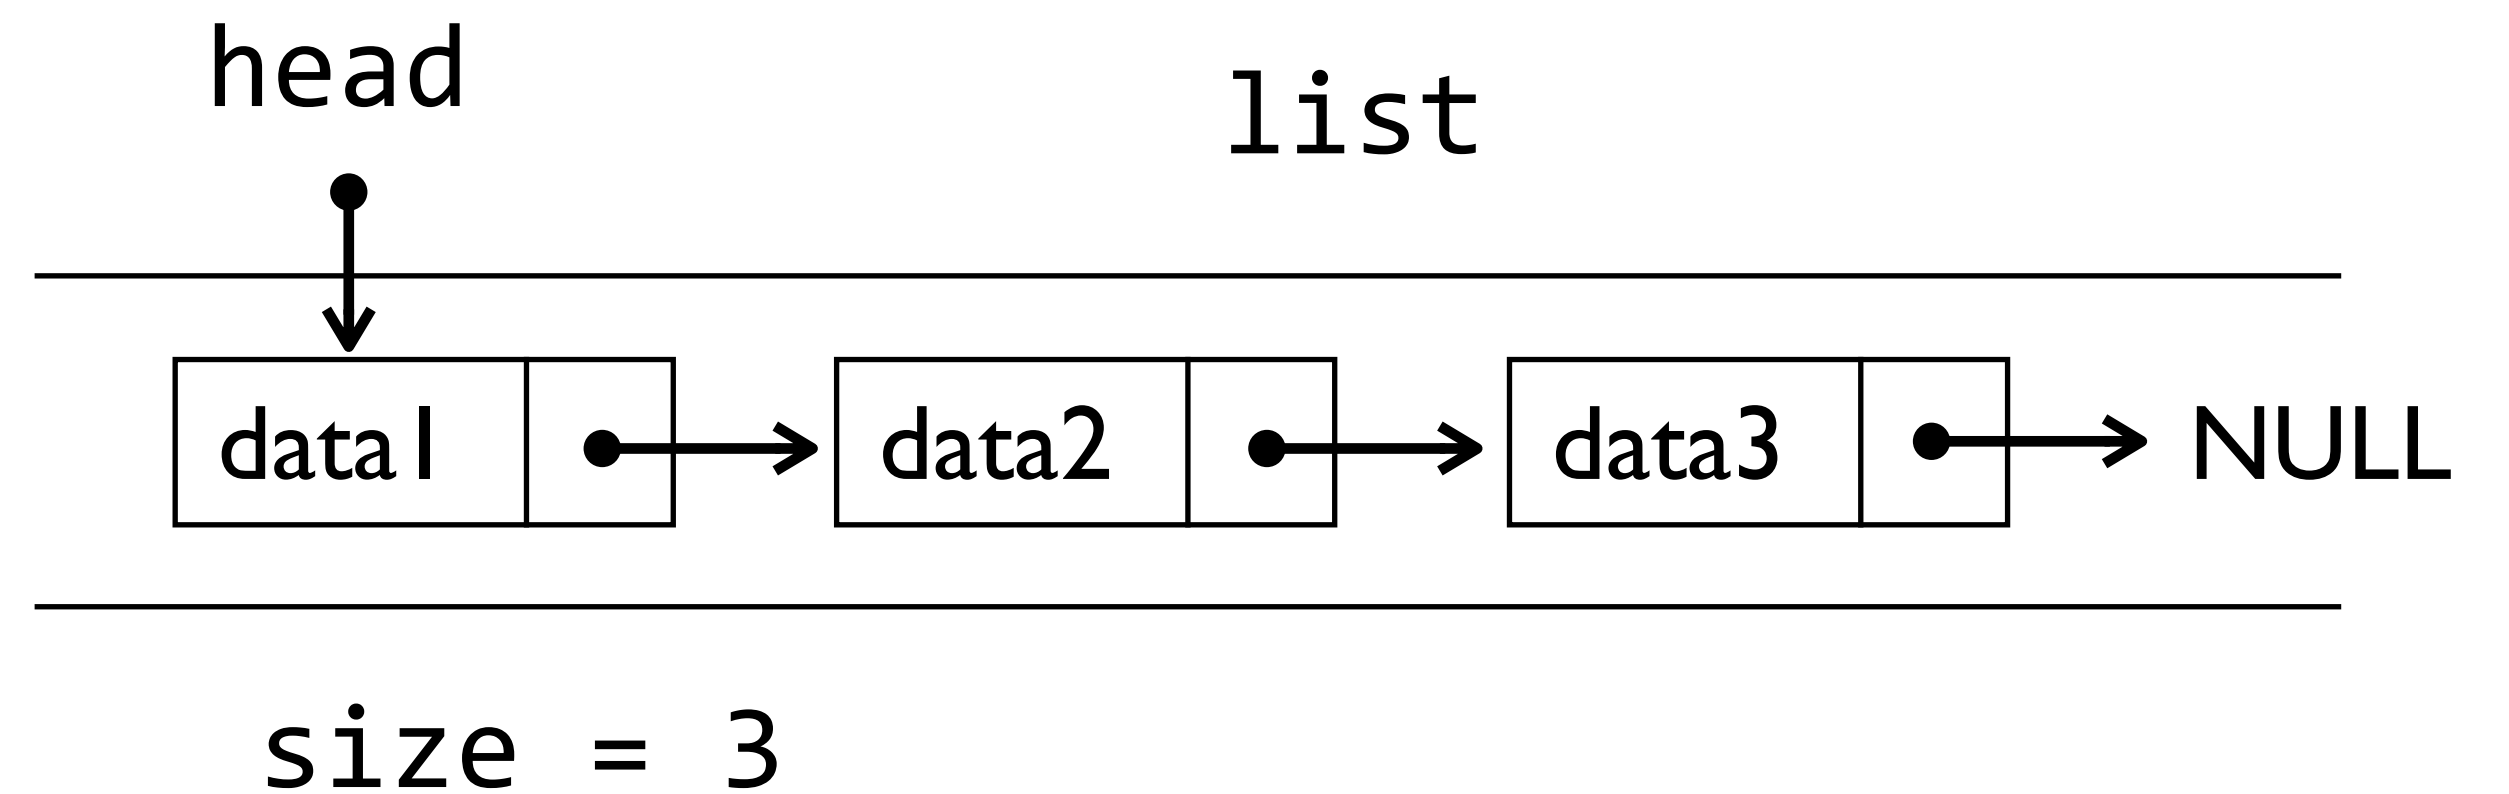 head
list
data1
data2
data3
NULL
size = 3